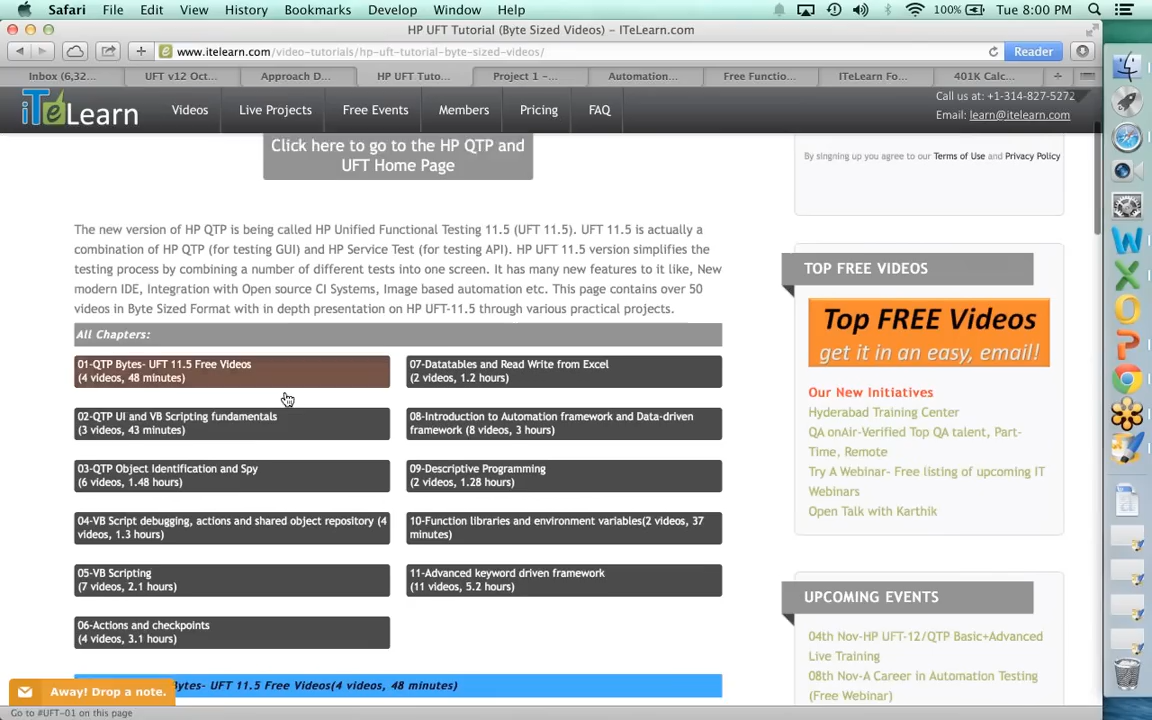 Safari File Edit View History Bookmarks Develop Window Help 100% Tue 8:00 PM
HP UFT Tutorial (Byte Sized Videos) – ITeLearn.com
www.itelearn.com/video-tutorials/hp-uft-tutorial-byte-sized-videos/
Reader
Inbox (6,32... UFT v12 Oct... Approach D... HP UFT Tuto... Project 1 –... Automation... Free Functio... ITeLearn Fo... 401K Calc...
iTeLearn
Videos Live Projects Free Events Members Pricing FAQ
Call us at: +1-314-827-5272
Email: learn@itelearn.com
Click here to go to the HP QTP and
UFT Home Page
By singning up you agree to our Terms of Use and Privacy Policy
The new version of HP QTP is being called HP Unified Functional Testing 11.5 (UFT 11.5). UFT 11.5 is actually a
combination of HP QTP (for testing GUI) and HP Service Test (for testing API). HP UFT 11.5 version simplifies the
testing process by combining a number of different tests into one screen. It has many new features to it like, New
modern IDE, Integration with Open source CI Systems, Image based automation etc. This page contains over 50
videos in Byte Sized Format with in depth presentation on HP UFT-11.5 through various practical projects.
All Chapters:
01-QTP Bytes- UFT 11.5 Free Videos
(4 videos, 48 minutes)
02-QTP UI and VB Scripting fundamentals
(3 videos, 43 minutes)
03-QTP Object Identification and Spy
(6 videos, 1.48 hours)
04-VB Script debugging, actions and shared object repository (4
videos, 1.3 hours)
05-VB Scripting
(7 videos, 2.1 hours)
06-Actions and checkpoints
(4 videos, 3.1 hours)
07-Datatables and Read Write from Excel
(2 videos, 1.2 hours)
08-Introduction to Automation framework and Data-driven
framework (8 videos, 3 hours)
09-Descriptive Programming
(2 videos, 1.28 hours)
10-Function libraries and environment variables(2 videos, 37
minutes)
11-Advanced keyword driven framework
(11 videos, 5.2 hours)
Bytes- UFT 11.5 Free Videos(4 videos, 48 minutes)
TOP FREE VIDEOS
Top FREE Videos
get it in an easy, email!
Our New Initiatives
Hyderabad Training Center
QA onAir-Verified Top QA talent, Part-
Time, Remote
Try A Webinar- Free listing of upcoming IT
Webinars
Open Talk with Karthik
UPCOMING EVENTS
04th Nov-HP UFT-12/QTP Basic+Advanced
Live Training
08th Nov-A Career in Automation Testing
(Free Webinar)
Away! Drop a note.
Go to #UFT-01 on this page